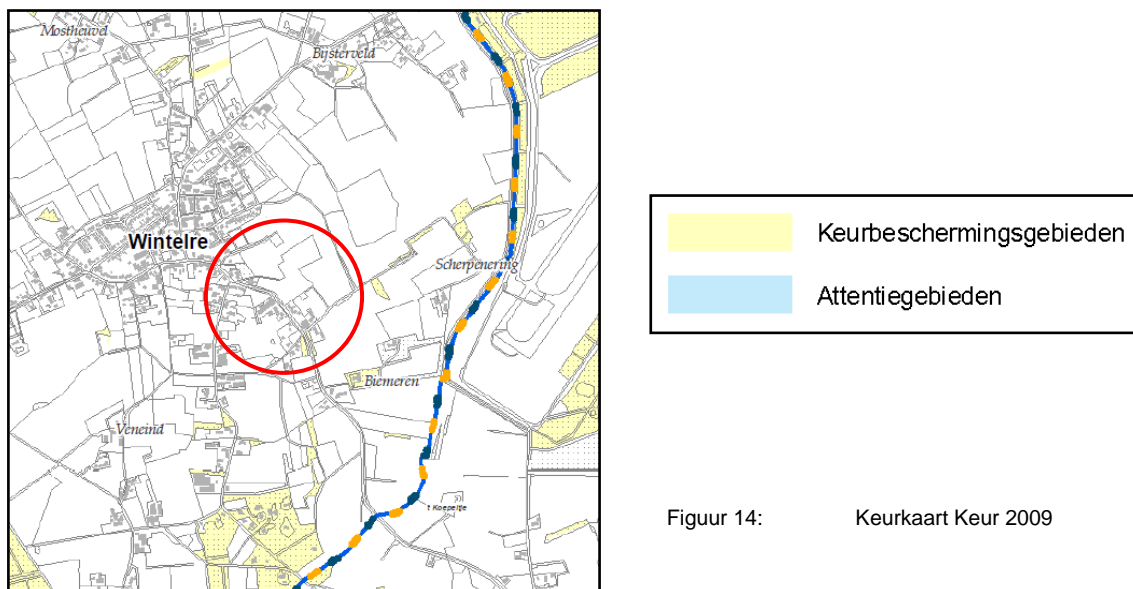 Mostheuvel
Bijsterveld
Wintelre
Scherpenering
Biemeren
Veneind
t Koepeltje
Keurbeschermingsgebieden
Attentiegebieden
Figuur 14: Keurkaart Keur 2009